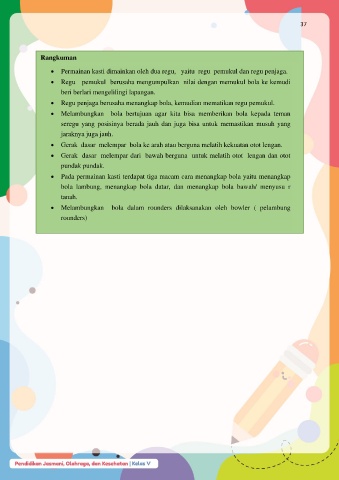 37
Rangkuman
• Permainan kasti dimainkan oleh dua regu, yaitu regu pemukul dan regu penjaga.
• Regu pemukul berusaha mengumpulkan nilai dengan memukul bola ke kemudi
beri berlari mengelilingi lapangan.
• Regu penjaga berusaha menangkap bola, kemudian mematikan regu pemukul.
• Melambungkan bola bertujuan agar kita bisa memberikan bola kepada teman
seregu yang posisinya berada jauh dan juga bisa untuk memastikan musuh yang
jaraknya juga jauh.
• Gerak dasar melempar bola ke arah atas berguna melatih kekuatan otot lengan.
• Gerak dasar melempar dari bawah berguna untuk melatih otot lengan dan otot
pundak pundak.
• Pada permainan kasti terdapat tiga macam cara menangkap bola yaitu menangkap
bola lambung, menangkap bola datar, dan menangkap bola bawah/ menyusu r
tanah.
• Melambungkan bola dalam rounders dilaksanakan oleh bowler ( pelambung
rounders)
Pendidikan Jasmani, Olahraga, dan Kesehatan | Kelas V